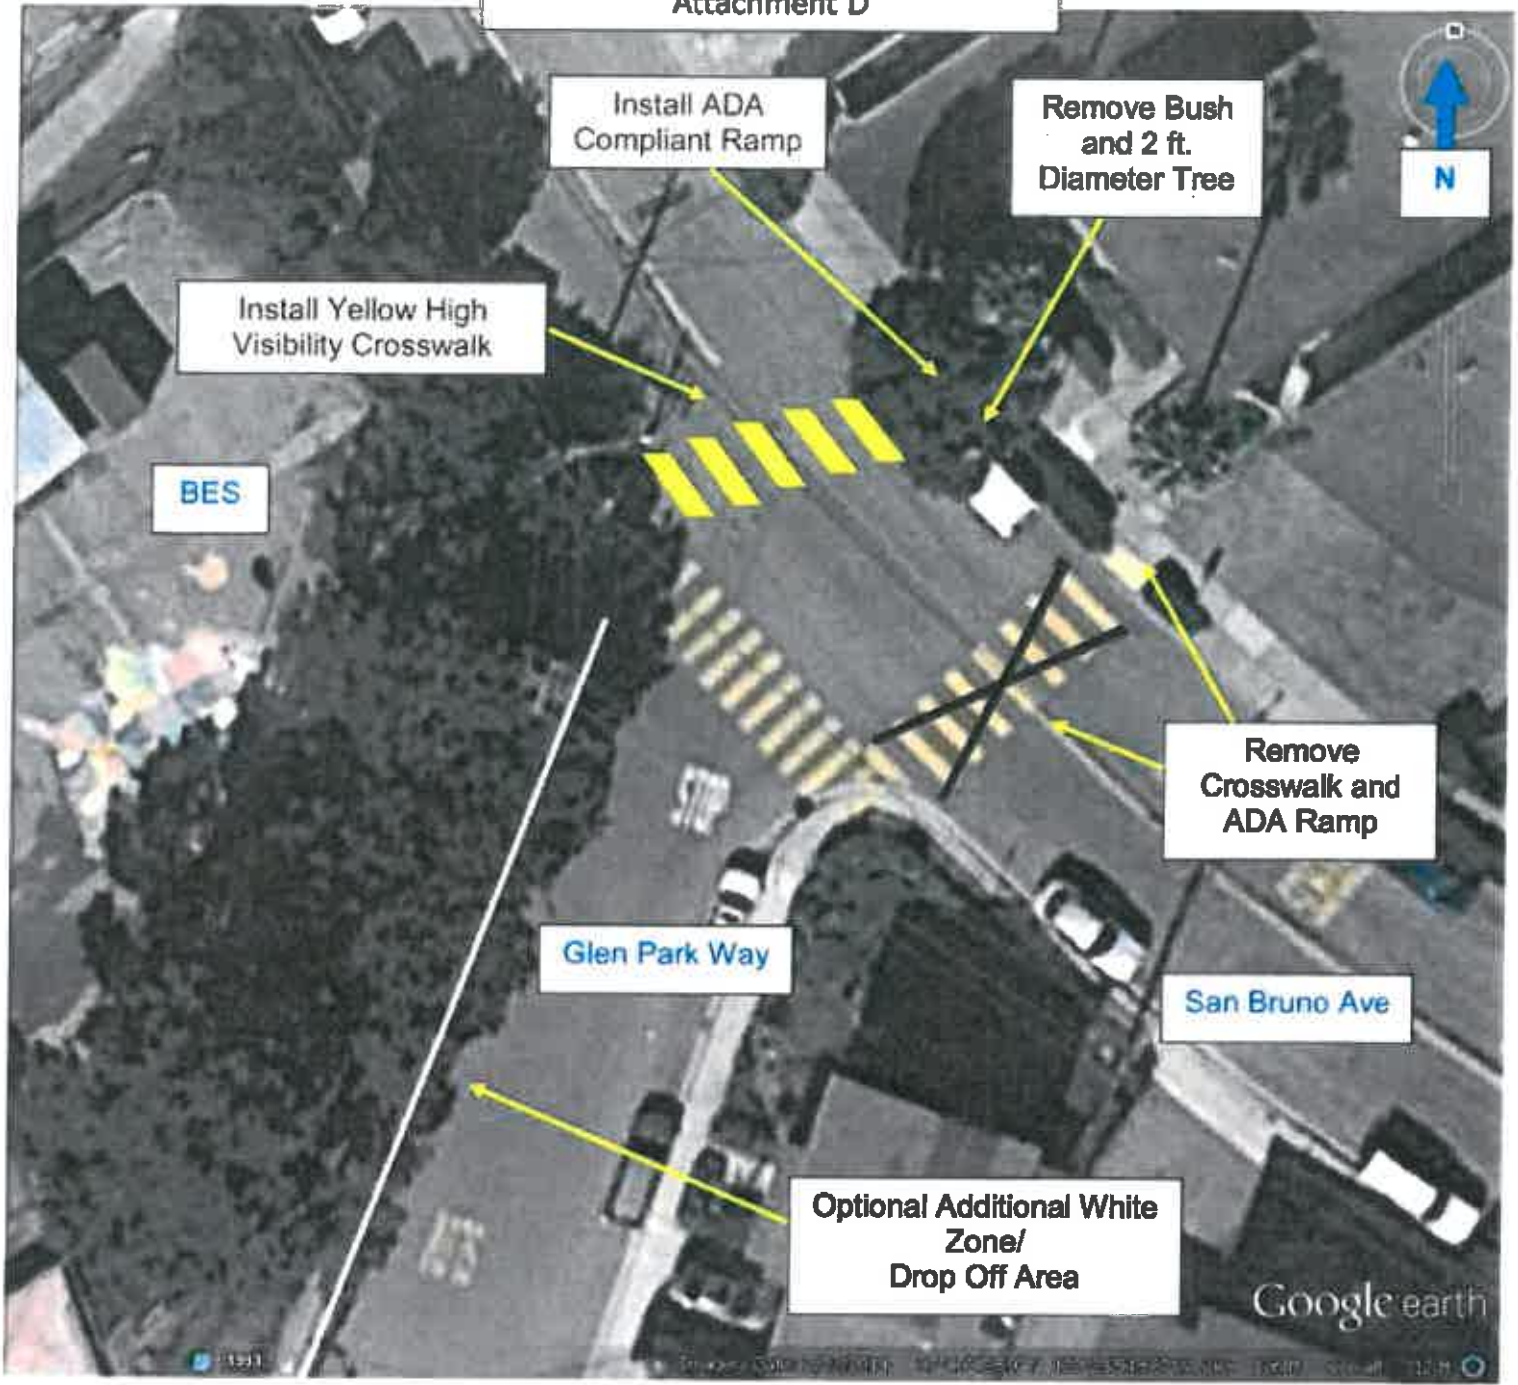 Attachment D
Install ADA
Compliant Ramp
Remove Bush
and 2 ft.
Diameter Tree
N
Install Yellow High
Visibility Crosswalk
BES
Remove
Crosswalk and
ADA Ramp
Glen Park Way
San Bruno Ave
Optional Additional White
Zone/
Drop Off Area
Google earth